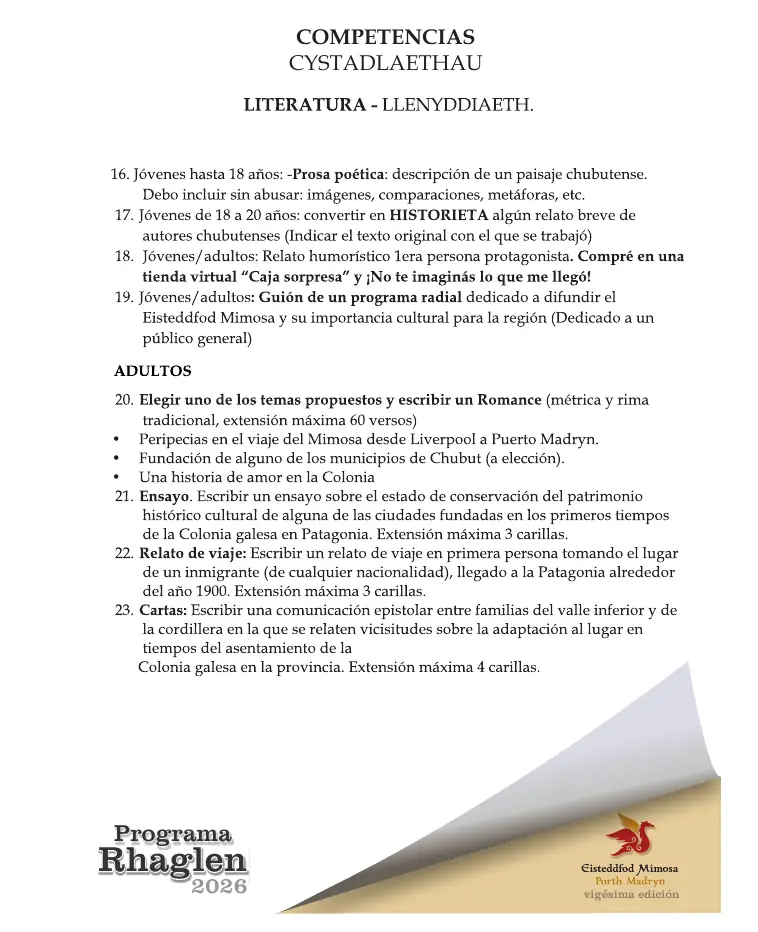 COMPETENCIAS
CYSTADLAETHAU
LITERATURA - LLENYDDIAETH.
16. Jóvenes hasta 18 años: -Prosa poética: descripción de un paisaje chubutense.
Debo incluir sin abusar: imágenes, comparaciones, metáforas, etc.
17. Jóvenes de 18 a 20 años: convertir en HISTORIETA algún relato breve de
autores chubutenses (Indicar el texto original con el que se trabajó)
18. Jóvenes/adultos: Relato humorístico 1era persona protagonista. Compré en una
tienda virtual “Caja sorpresa” y ¡No te imaginás lo que me llegó!
19. Jóvenes/adultos: Guión de un programa radial dedicado a difundir el
Eisteddfod Mimosa y su importancia cultural para la región (Dedicado a un
público general)
ADULTOS
20. Elegir uno de los temas propuestos y escribir un Romance (métrica y rima
tradicional, extensión máxima 60 versos)
• Peripecias en el viaje del Mimosa desde Liverpool a Puerto Madryn.
• Fundación de alguno de los municipios de Chubut (a elección).
• Una historia de amor en la Colonia
21. Ensayo. Escribir un ensayo sobre el estado de conservación del patrimonio
histórico cultural de alguna de las ciudades fundadas en los primeros tiempos
de la Colonia galesa en Patagonia. Extensión máxima 3 carillas.
22. Relato de viaje: Escribir un relato de viaje en primera persona tomando el lugar
de un inmigrante (de cualquier nacionalidad), llegado a la Patagonia alrededor
del año 1900. Extensión máxima 3 carillas.
23. Cartas: Escribir una comunicación epistolar entre familias del valle inferior y de
la cordillera en la que se relaten vicisitudes sobre la adaptación al lugar en
tiempos del asentamiento de la
Colonia galesa en la provincia. Extensión máxima 4 carillas.
Programa
Rhaglen
2026
Eisteddfod Mimosa
Porth Madryn
vigésima edición